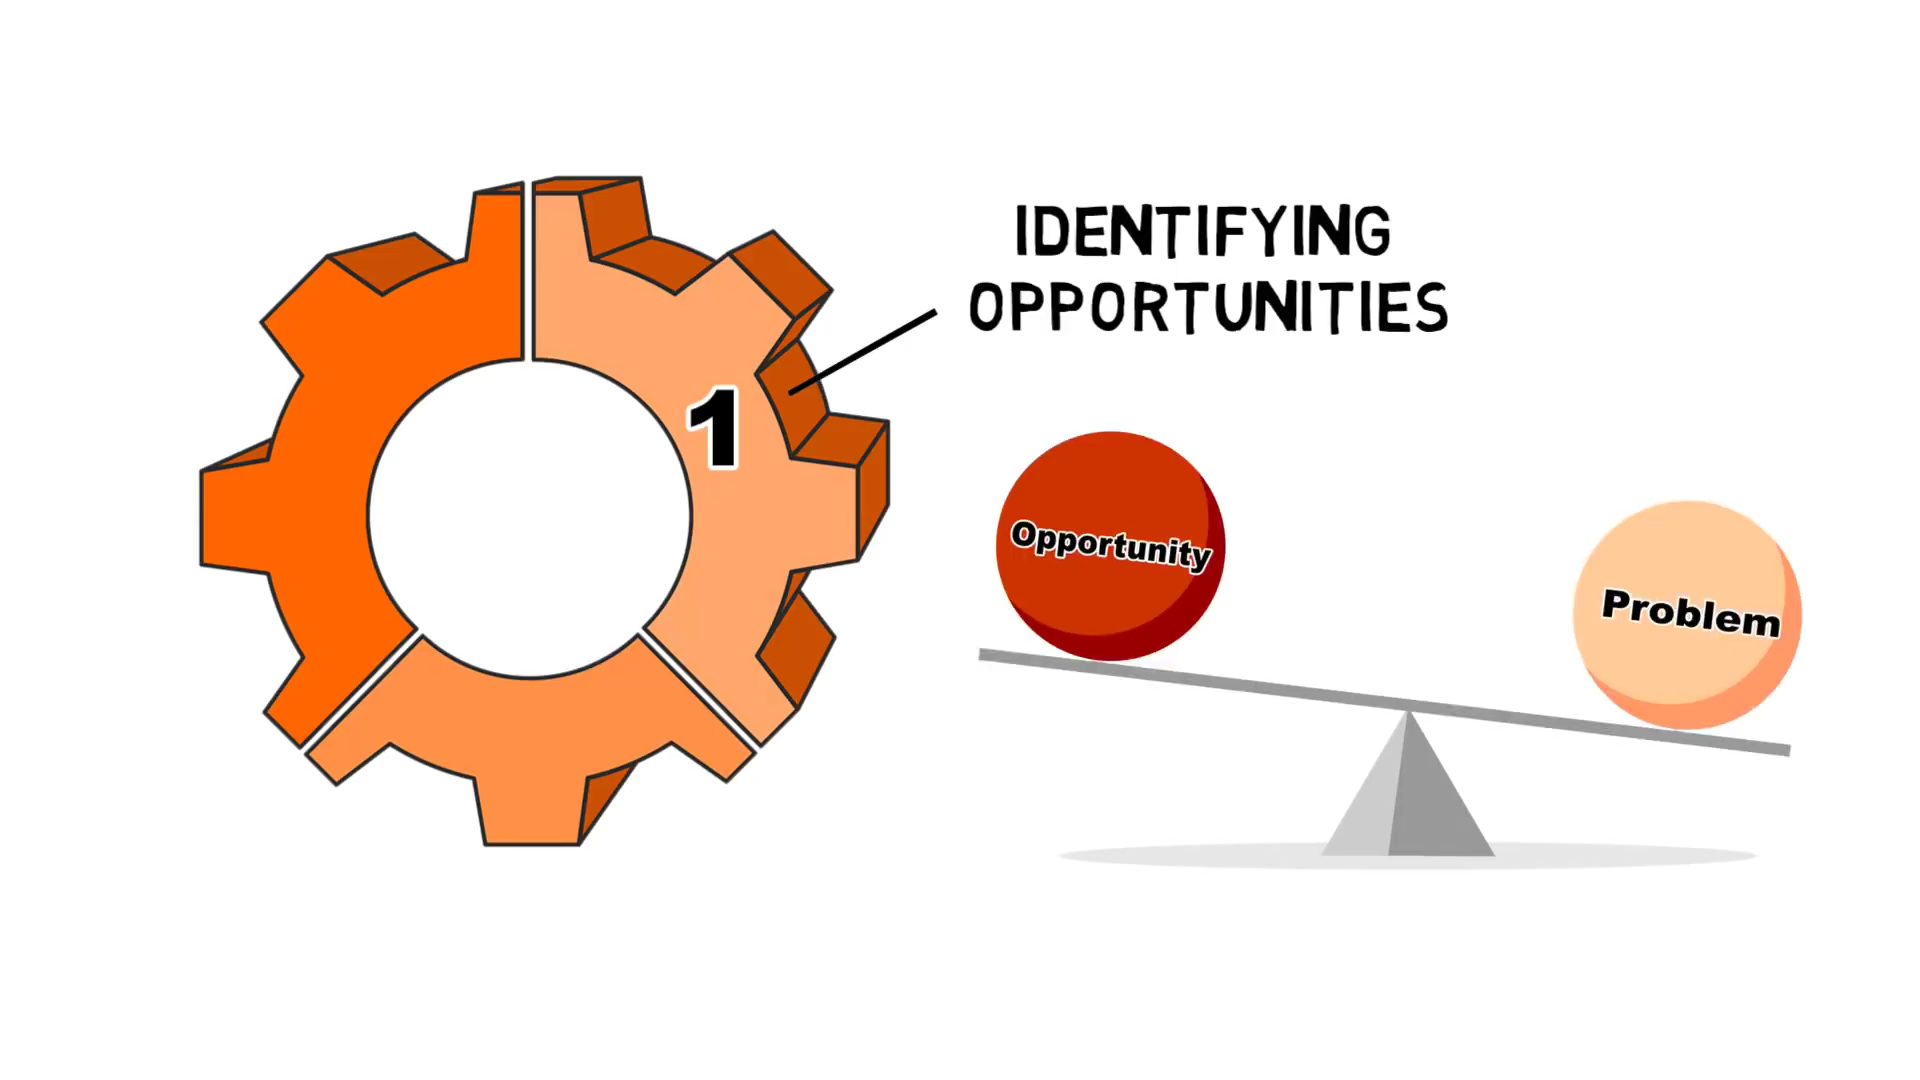 IDENTIFYING
OPPORTUNITIES
1
Opportunity
Problem